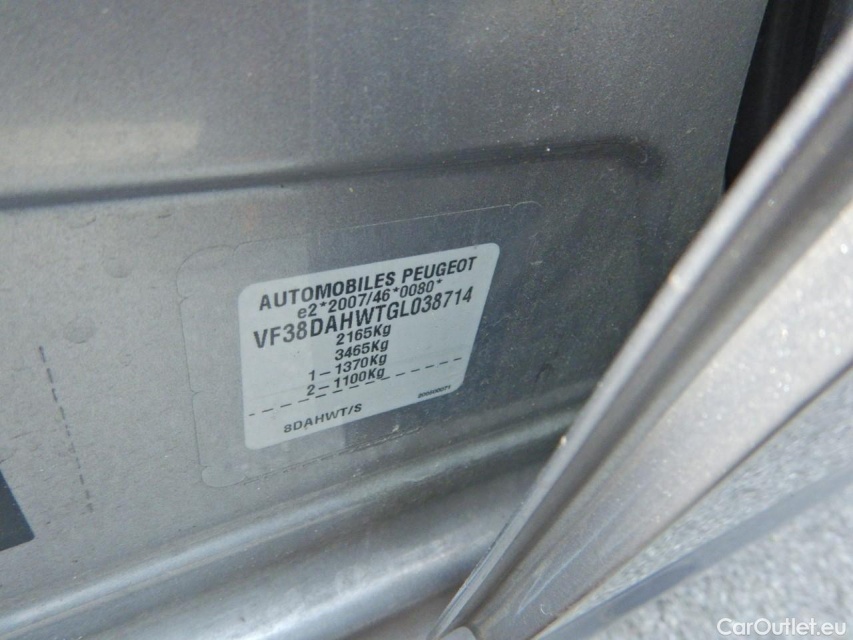 AUTOMOBILES PEUGEOT
e2*2007/46*0080*
VF38DAHWTGL038714
2165Kg
3465Kg
1-1370Kg
2-1100Kg
8DAHWT/S
CarOutlet.eu